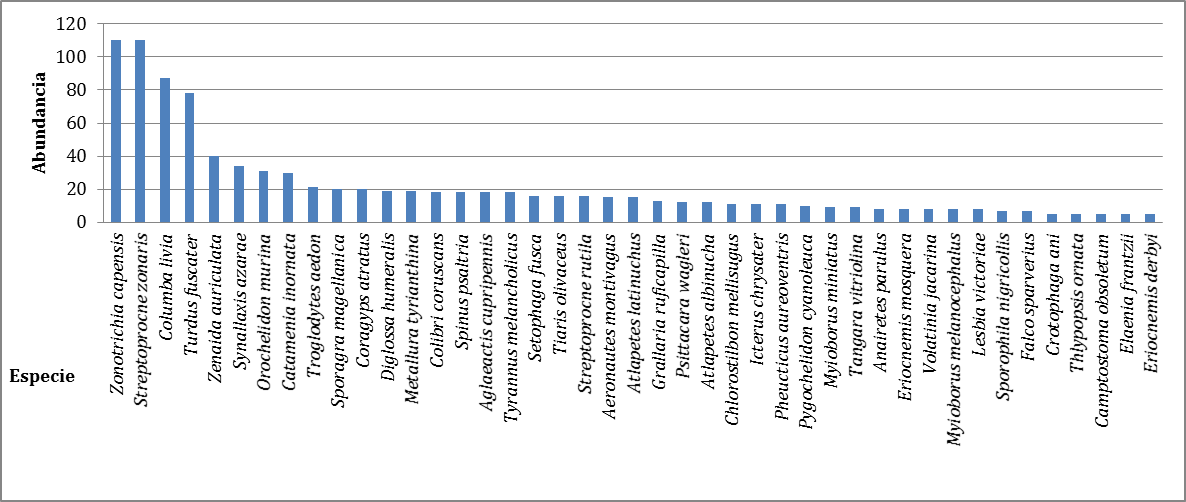 Abundancia
120
100
80
60
40
20
0
Especie
Zonotrichia capensis
Streptoprocne zonaris
Columba livia
Turdus fuscater
Zenaida auriculata
Synallaxis azarae
Orochelidon murina
Catamenia inornata
Troglodytes aedon
Sporagra magellanica
Coragyps atratus
Diglossa humeralis
Metallura tyrianthina
Colibri coruscans
Spinus psaltria
Aglaeactis cupripennis
Tyrannus melancholicus
Setophaga fusca
Tiaris olivaceus
Streptoprocne rutila
Aeronautes montivagus
Atlapetes latinuchus
Grallaria ruficapilla
Psittacara wagleri
Atlapetes albinucha
Chlorostilbon mellisugus
Icterus chrysater
Pheucticus aureoventris
Pygochelidon cyanoleuca
Myioborus miniatus
Tangara vitriolina
Anairetes parulus
Eriocnemis mosquera
Volatinia jacarina
Myioborus melanocephalus
Lesbia victoriae
Sporophila nigricollis
Falco sparverius
Crotophaga ani
Thlypopsis ornata
Camptostoma obsoletum
Elaenia frantzii
Eriocnemis derbyi